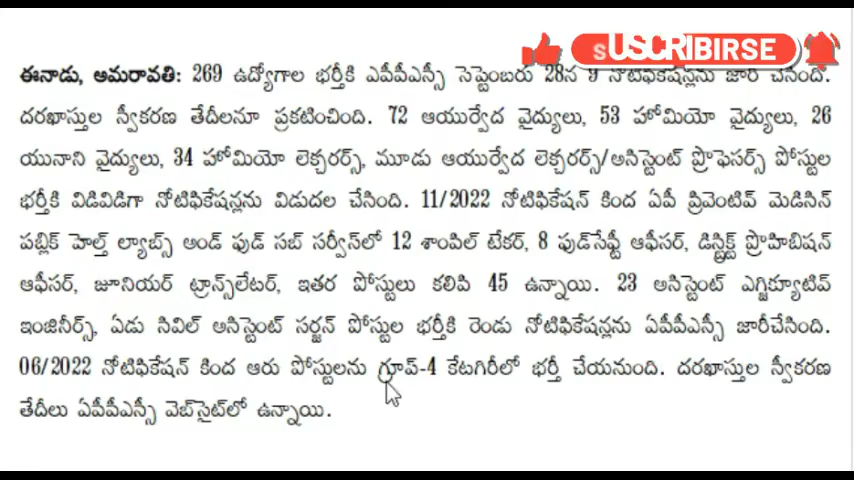 SUSCRIBIRSE
ఈనాడు, అమరావతి: 269 ఉద్యోగాల భర్తీకి ఏపీపీఎస్సీ సెప్టెంబరు 28న 9 నోటిఫికేషన్లను జారీ చేసింది.
దరఖాస్తుల స్వీకరణ తేదీలనూ ప్రకటించింది. 72 ఆయుర్వేద వైద్యులు, 53 హోమియో వైద్యులు, 26
యునాని వైద్యులు, 34 హోమియో లెక్చరర్స్, మూడు ఆయుర్వేద లెక్చరర్స్/అసిస్టెంట్ ప్రొఫెసర్స్ పోస్టుల
భర్తీకి విడివిడిగా నోటిఫికేషన్లను విడుదల చేసింది. 11/2022 నోటిఫికేషన్ కింద ఏపీ ప్రివెంటివ్ మెడిసిన్
పబ్లిక్ హెల్త్ ల్యాబ్స్ అండ్ ఫుడ్ సబ్ సర్వీస్‌లో 12 శాంపిల్ టేకర్, 8 ఫుడ్‌సేఫ్టీ ఆఫీసర్, డిస్ట్రిక్ట్ ప్రొహిబిషన్
ఆఫీసర్, జూనియర్ ట్రాన్స్‌లేటర్, ఇతర పోస్టులు కలిపి 45 ఉన్నాయి. 23 అసిస్టెంట్ ఎగ్జిక్యూటివ్
ఇంజినీర్స్, ఏడు సివిల్ అసిస్టెంట్ సర్జన్ పోస్టుల భర్తీకి రెండు నోటిఫికేషన్లను ఏపీపీఎస్సీ జారీచేసింది.
06/2022 నోటిఫికేషన్ కింద ఆరు పోస్టులను గ్రూప్-4 కేటగిరీలో భర్తీ చేయనుంది. దరఖాస్తుల స్వీకరణ
తేదీలు ఏపీపీఎస్సీ వెబ్‌సైట్‌లో ఉన్నాయి.